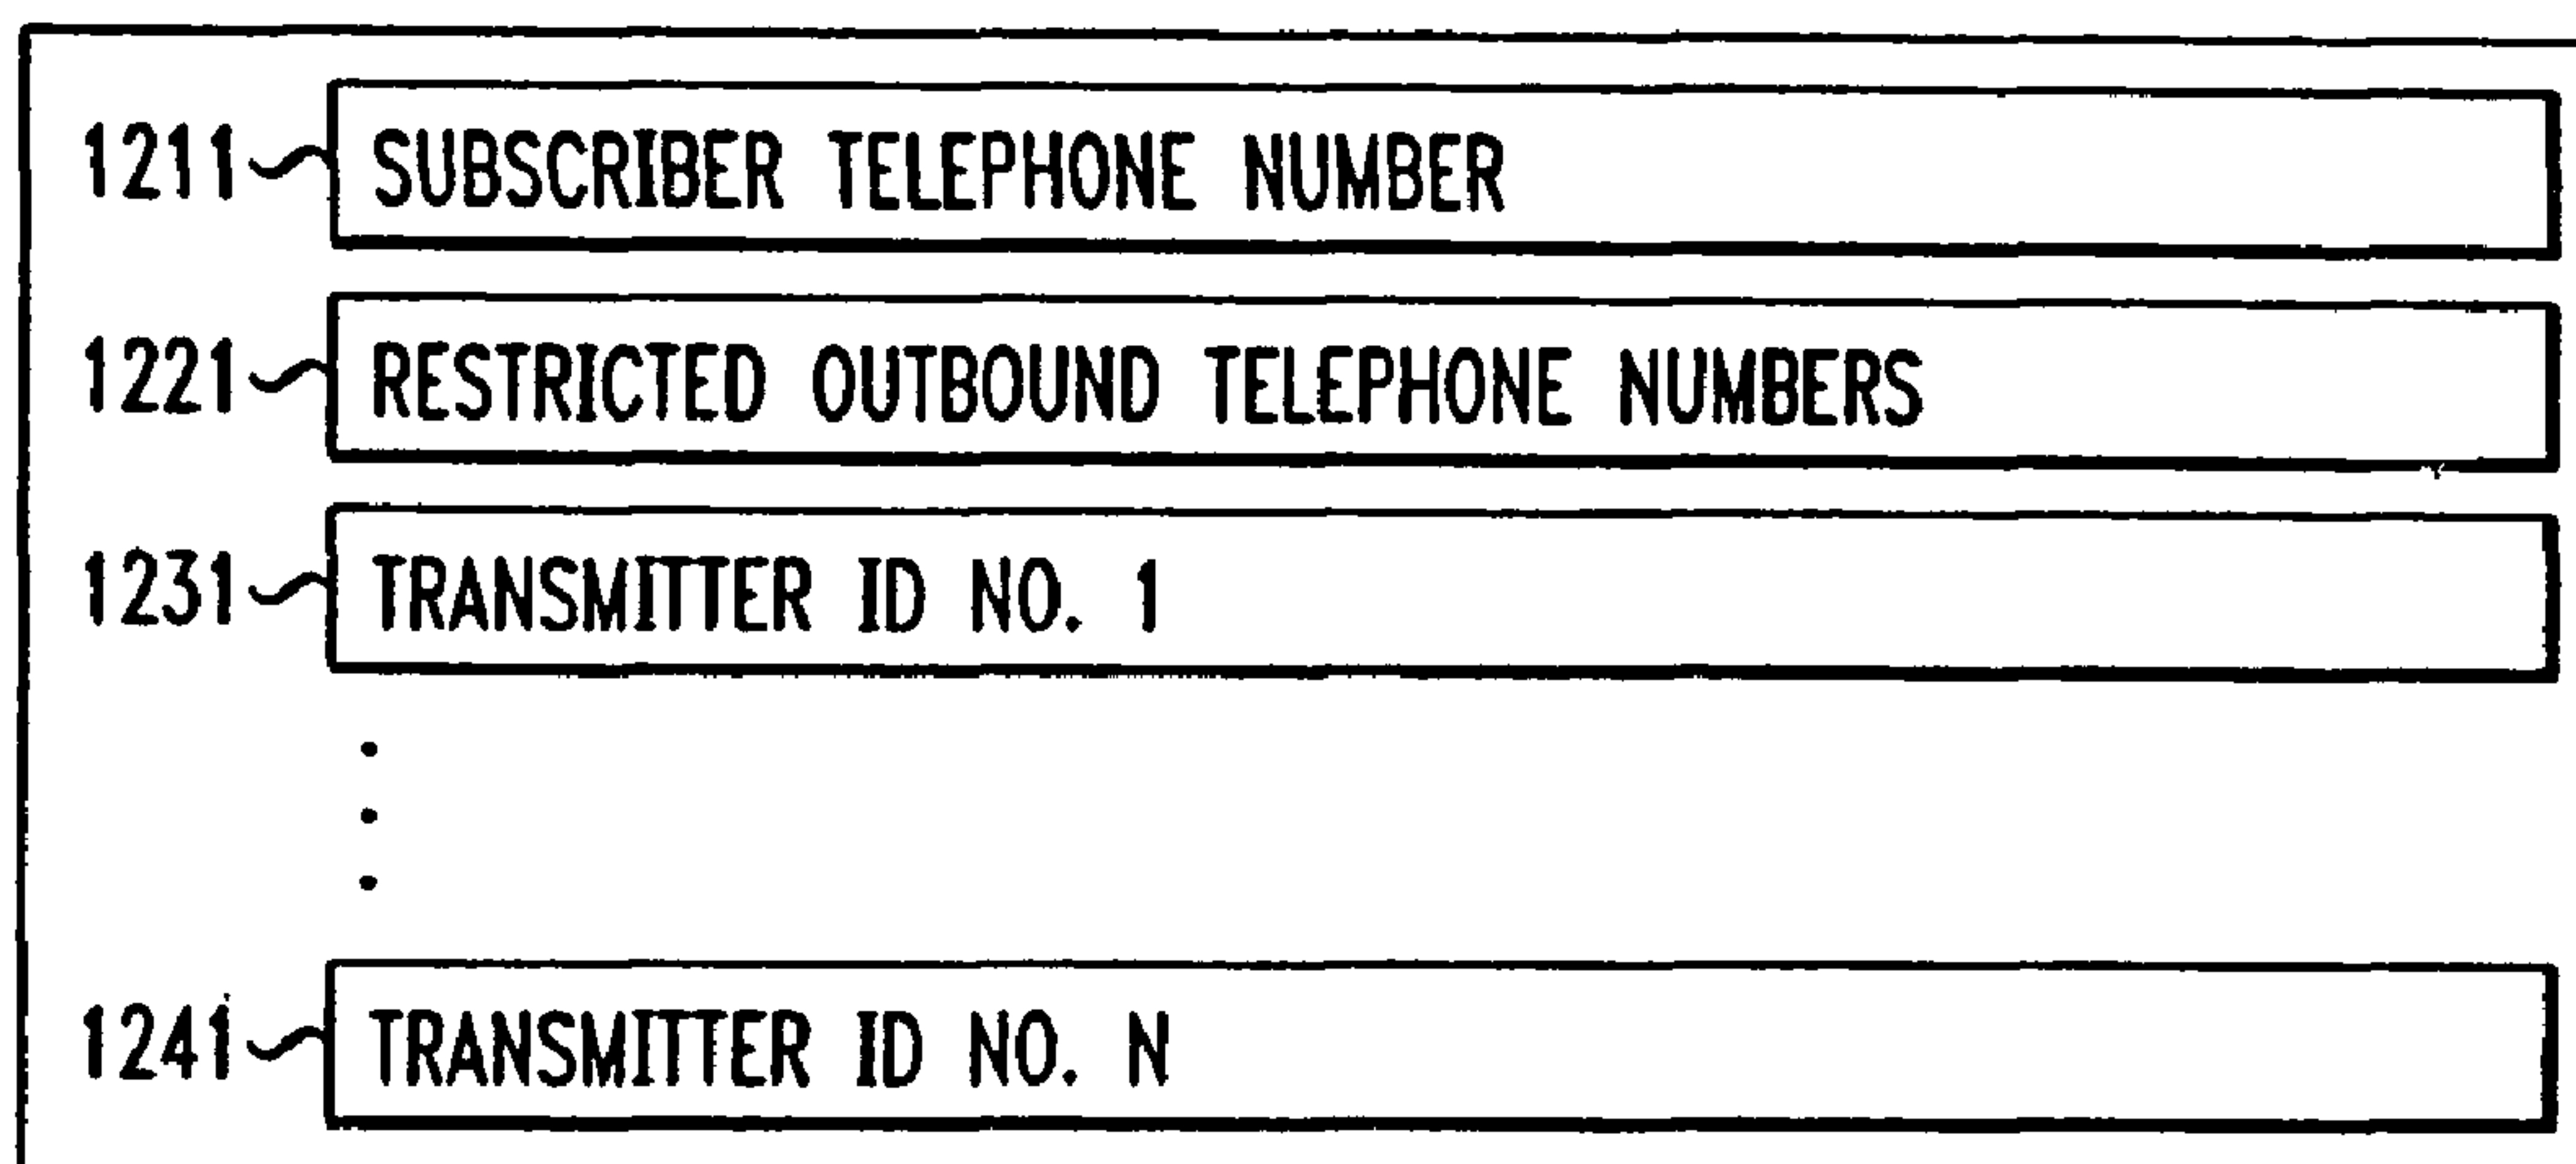 1211 SUBSCRIBER TELEPHONE NUMBER
1221 RESTRICTED OUTBOUND TELEPHONE NUMBERS
1231 TRANSMITTER ID NO. 1
1241 TRANSMITTER ID NO. N